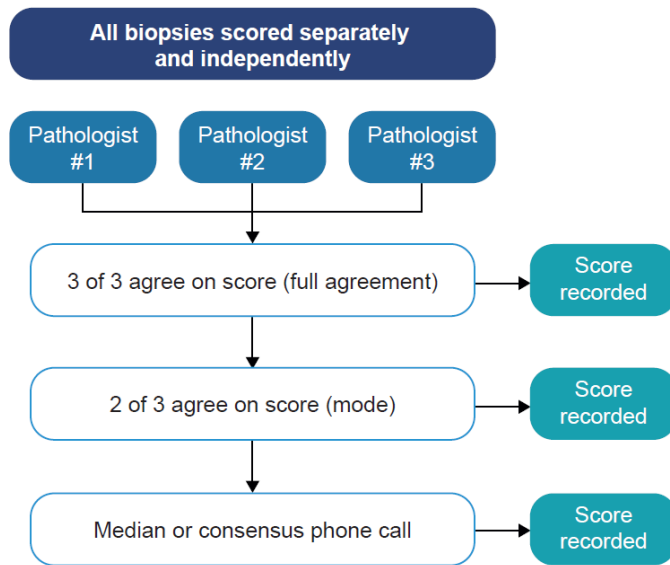 All biopsies scored separately
and independently
Pathologist
#1
Pathologist
#2
Pathologist
#3
3 of 3 agree on score (full agreement)
Score
recorded
2 of 3 agree on score (mode)
Score
recorded
Median or consensus phone call
Score
recorded